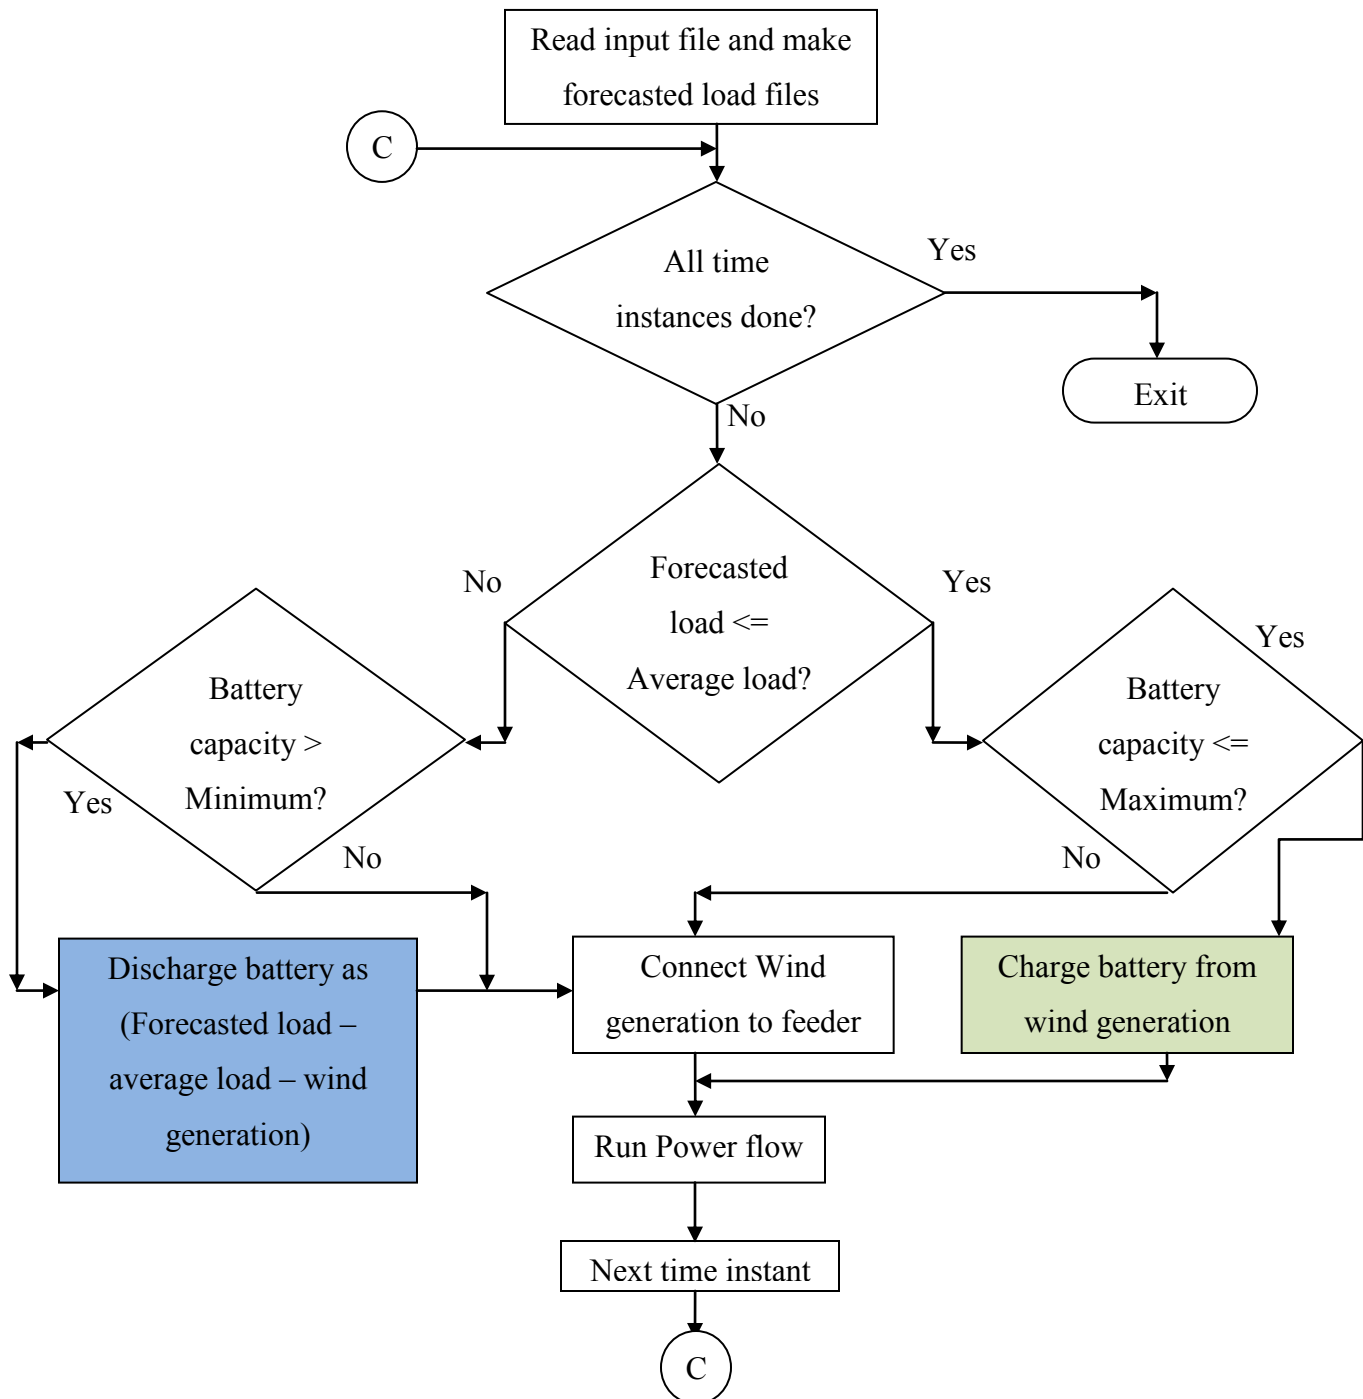 Read input file and make
forecasted load files
C
All time
instances done?
Yes
Exit
No
Forecasted
load <=
Average load?
No
Yes
Battery
capacity >
Minimum?
Yes
No
Battery
capacity <=
Maximum?
Yes
No
Discharge battery as
(Forecasted load –
average load – wind
generation)
Connect Wind
generation to feeder
Charge battery from
wind generation
Run Power flow
Next time instant
C